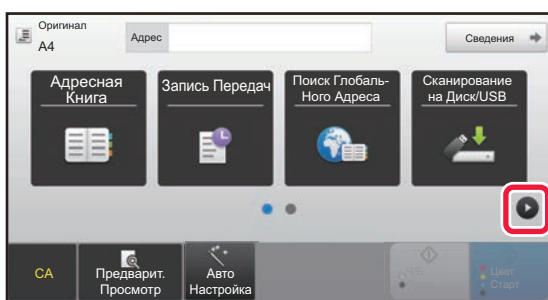 Оригинал
A4
Адрес
Сведения
Адресная
Книга
Запись Передач
Поиск Глобаль-
Ного Адреса
Сканирование
на Диск/USB
CA
Предварит.
Просмотр
Авто
Настройка
Ч/Б
Старт
Цвет
Старт